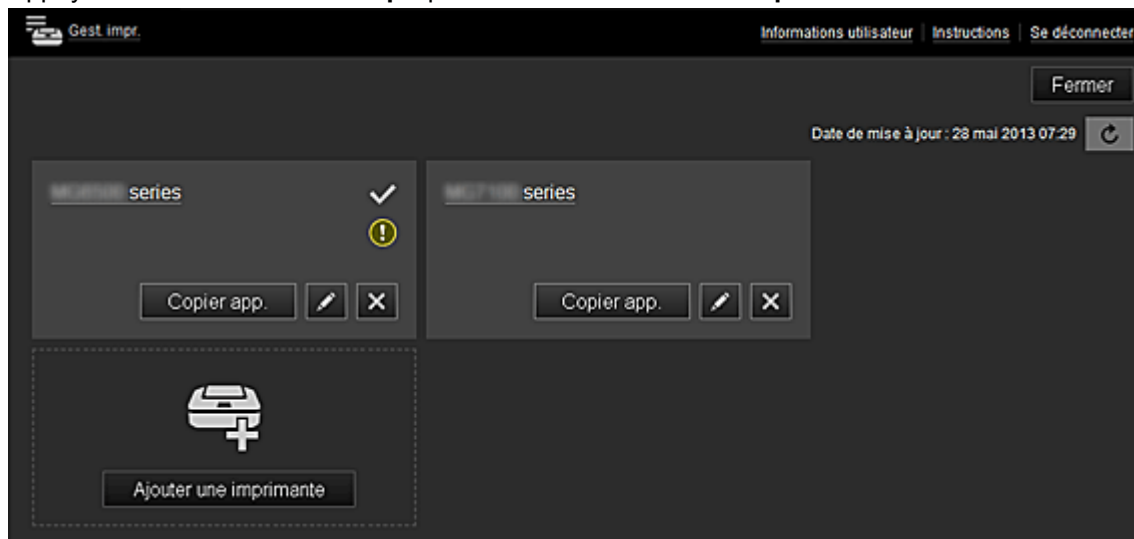 Gest. impr.
Informations utilisateur Instructions Se déconnecter
Fermer
Date de mise à jour : 28 mai 2013 07:29
series
series
Copier app.
Copier app.
Ajouter une imprimante